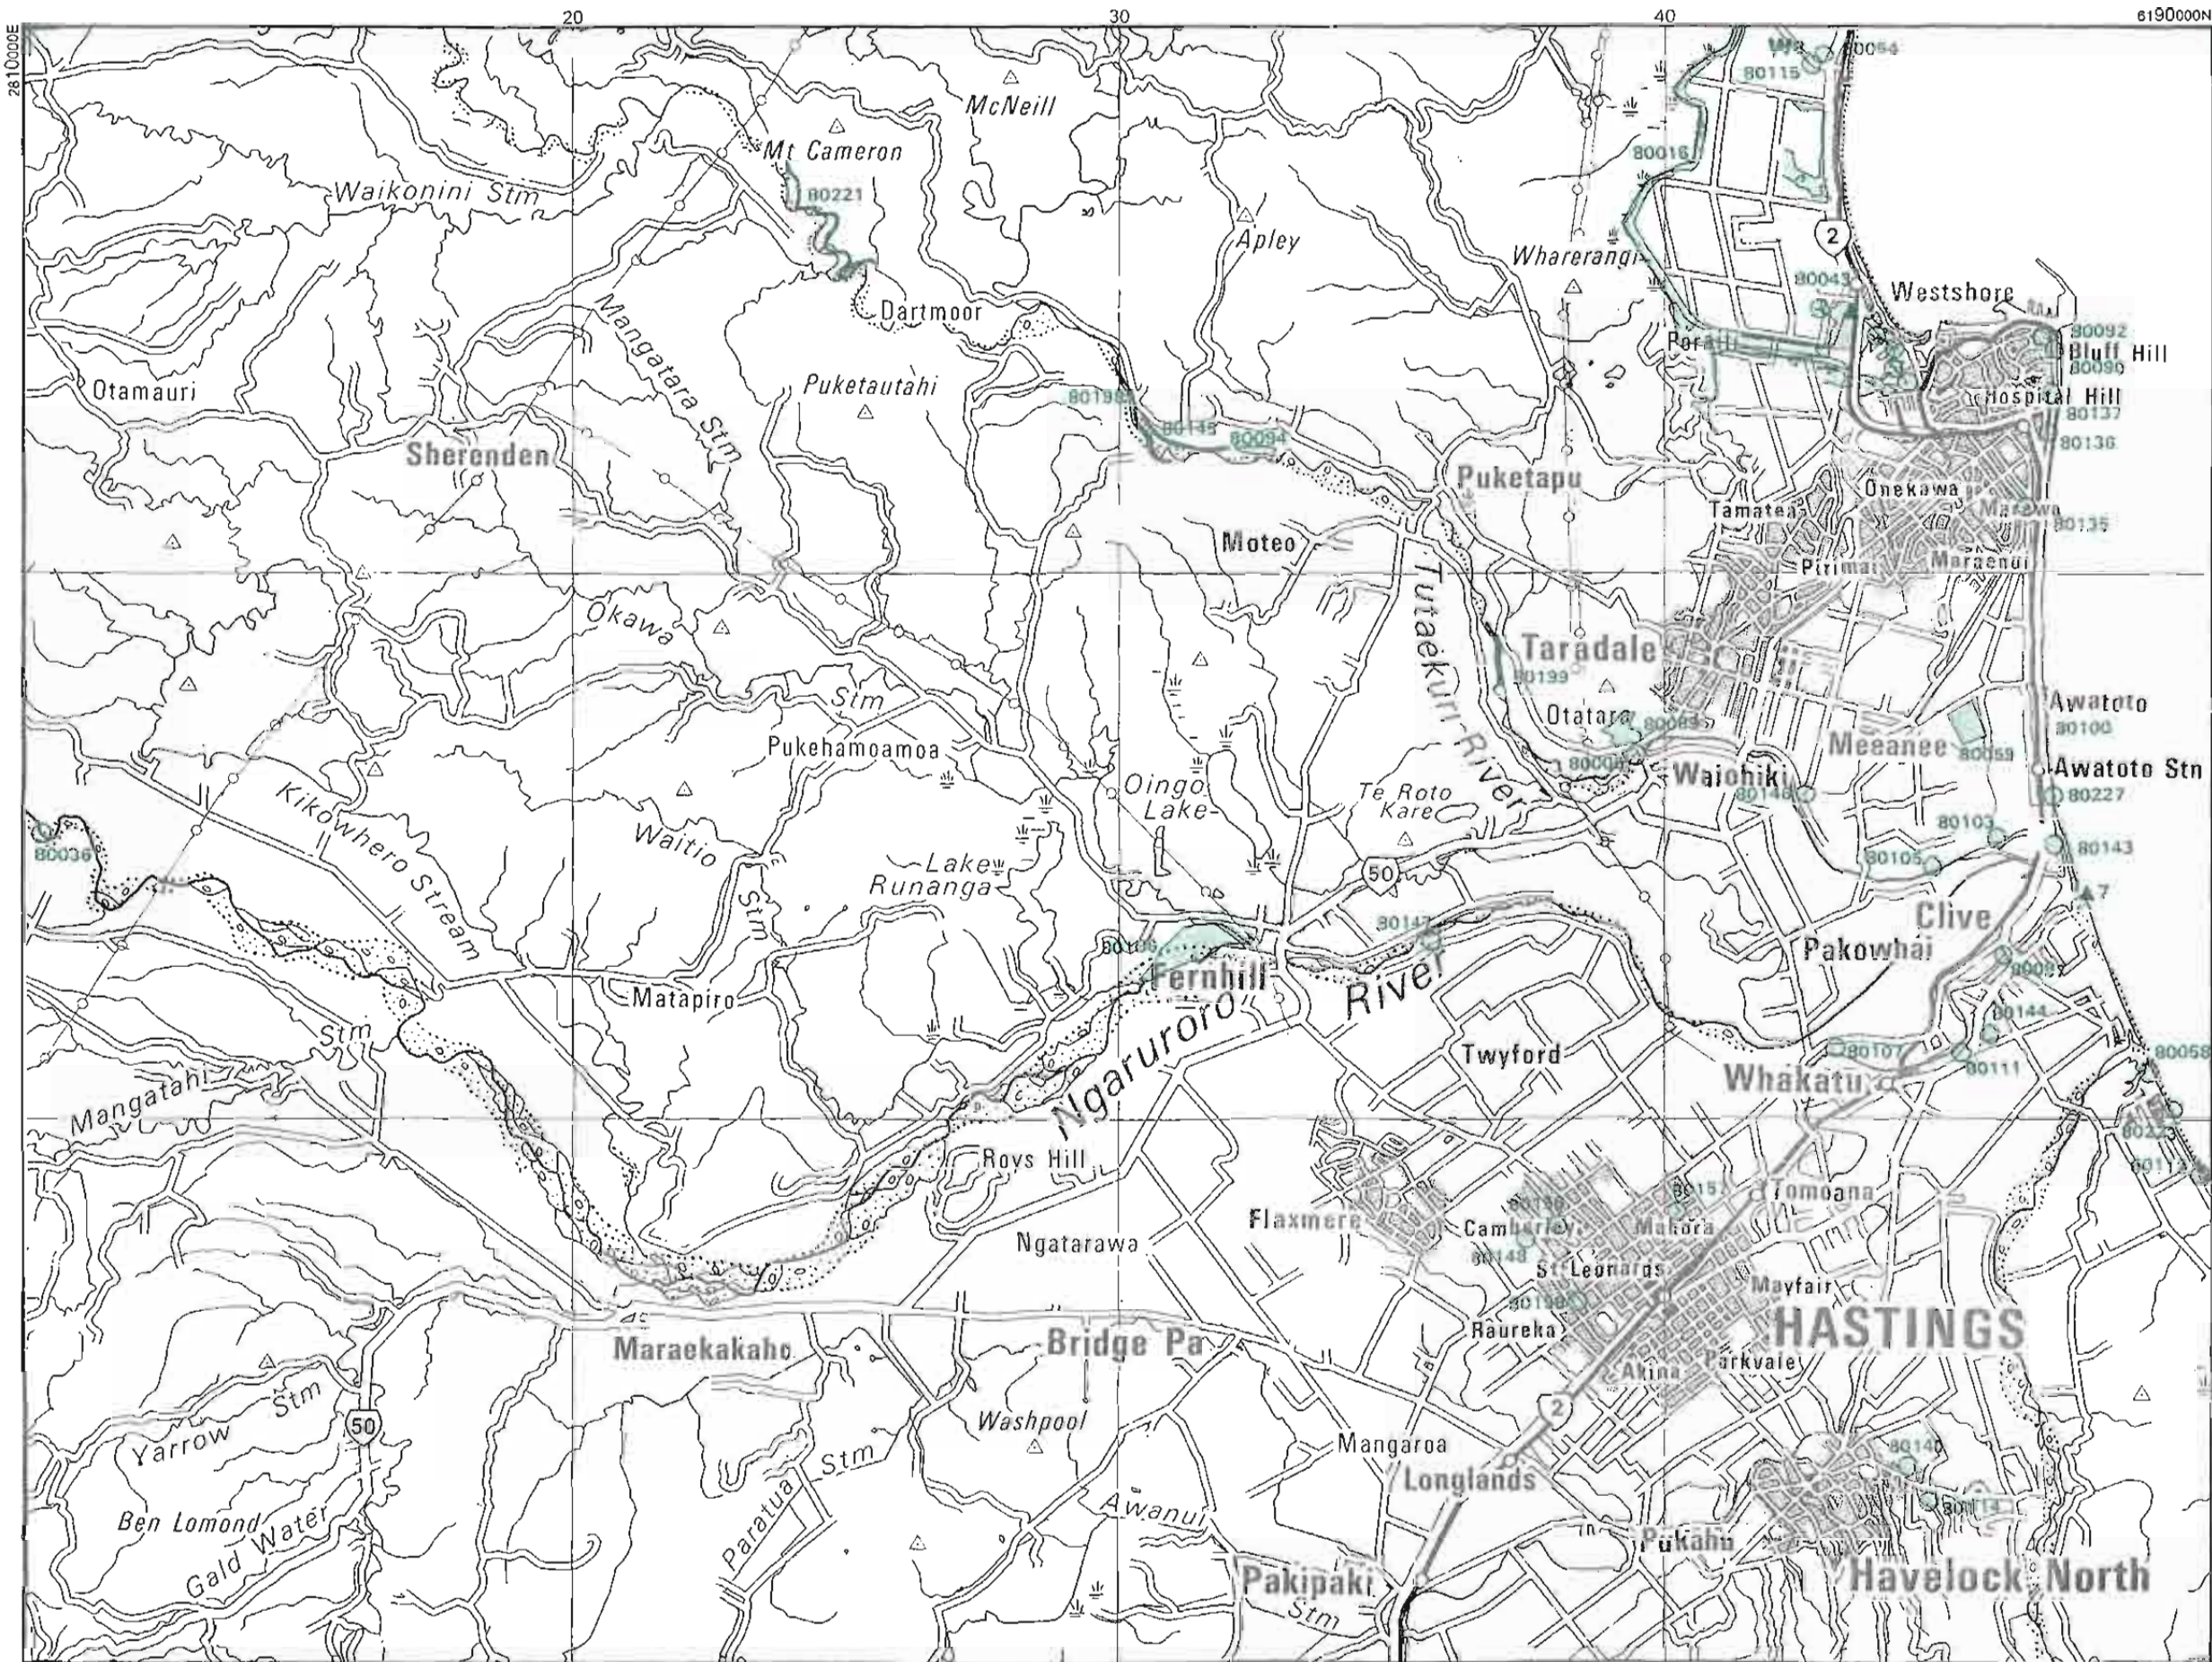 20
30
40
6190000N
2810000E
80054
80115
McNeill
Mt Cameron
80016
Waikonini Stm
80221
Apley
2
Wharerangi
80043
Westshore
Mangatara Stm
Dartmoor
80092
Bluff Hill
80090
Otamauri
Puketautahi
80198
Hospital Hill
80137
80145
80094
80136
Sherenden
Puketapu
Onekawa
Tamatea
Marewa
80135
Moteo
Pirimai
Maraenui
Okawa
Tutaekuri River
Taradale
80199
Stm
Otatara
Awatoto
80100
Pukehamoamoa
Meeanee
80059
Waiohiki
Awatoto Stn
Oingo
Lake
Te Roto
Kare
80146
80227
Kikowhero Stream
Waitio
Stm
80103
80036
Lake
Runanga
80105
80143
50
7
Clive
80147
Pakowhai
Fernhill
Matapiro
Ngaruroro
River
80144
Stm
Twyford
80107
80058
80111
Mangatahi
Whakatu
Roys Hill
Flaxmere
Camberley
Mahora
Tomoana
80148
Ngatarawa
St Leonards
Mayfair
Raureka
HASTINGS
Maraekakaho
Bridge Pa
Akina
Parkvale
Yarrow
Stm
50
Washpool
2
Mangaroa
Longlands
80140
Paratua
Stm
Awanui
Stm
Ben Lomond
Gald Water
80114
Pukahu
Pakipaki
Havelock North